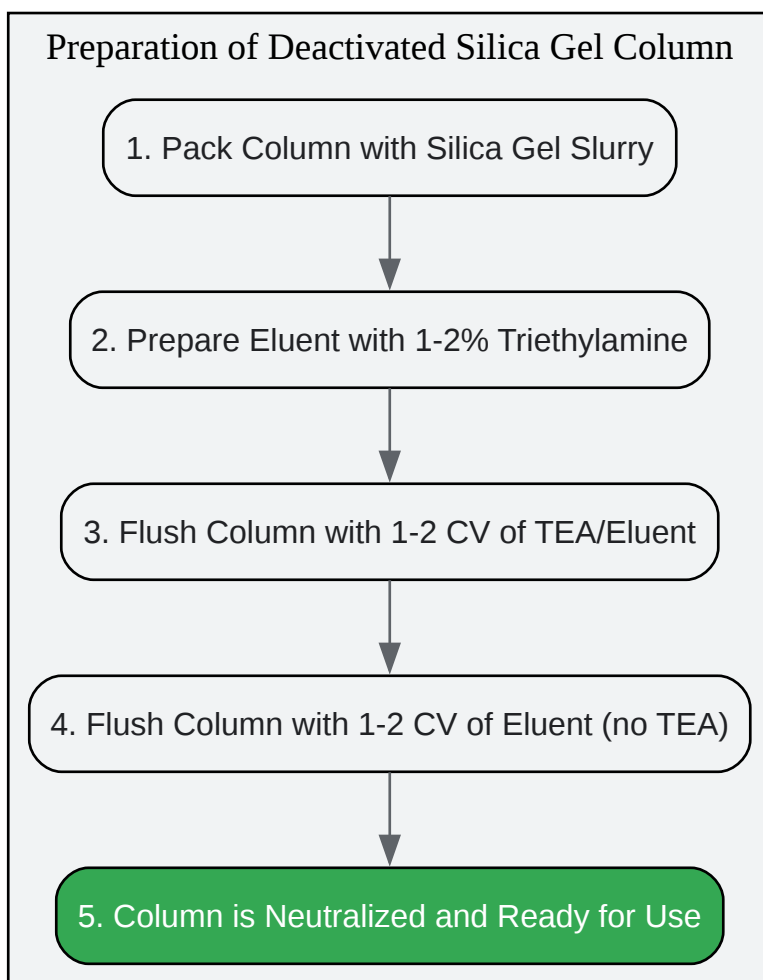 Preparation of Deactivated Silica Gel Column
1. Pack Column with Silica Gel Slurry
2. Prepare Eluent with 1-2% Triethylamine
3. Flush Column with 1-2 CV of TEA/Eluent
4. Flush Column with 1-2 CV of Eluent (no TEA)
5. Column is Neutralized and Ready for Use